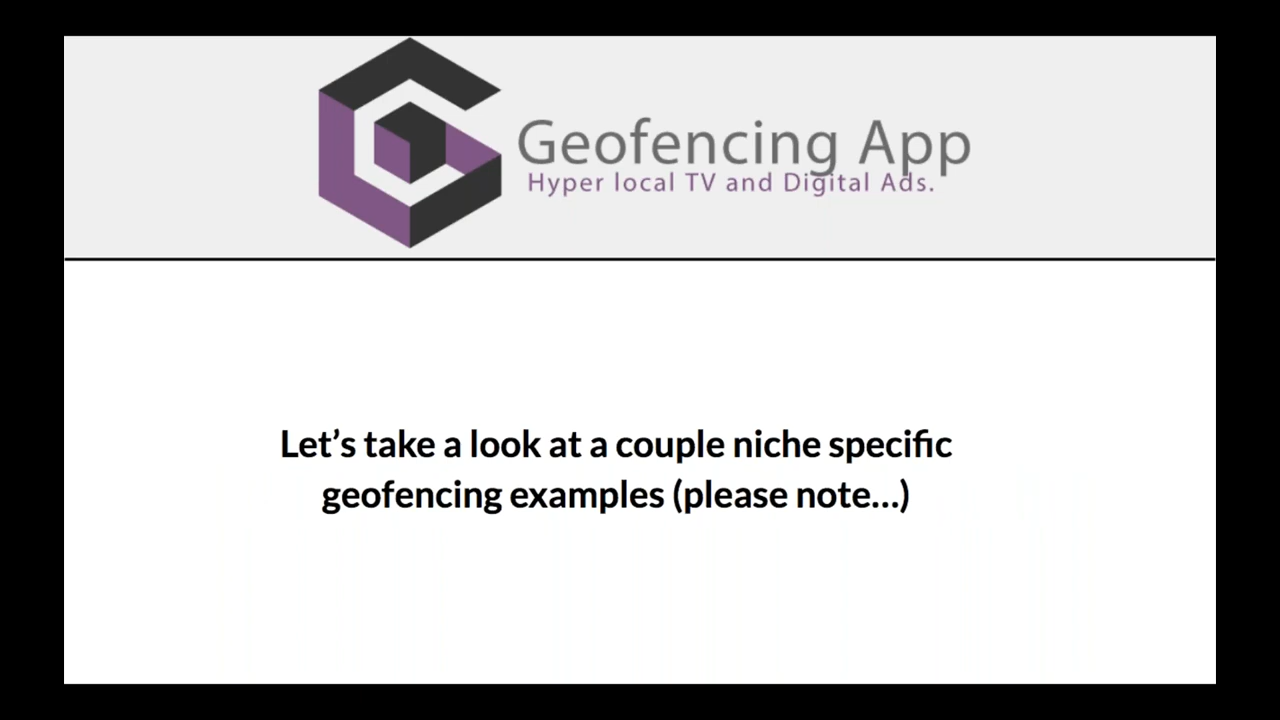 Geofencing App
Hyper local TV and Digital Ads.
Let’s take a look at a couple niche specific
geofencing examples (please note...)